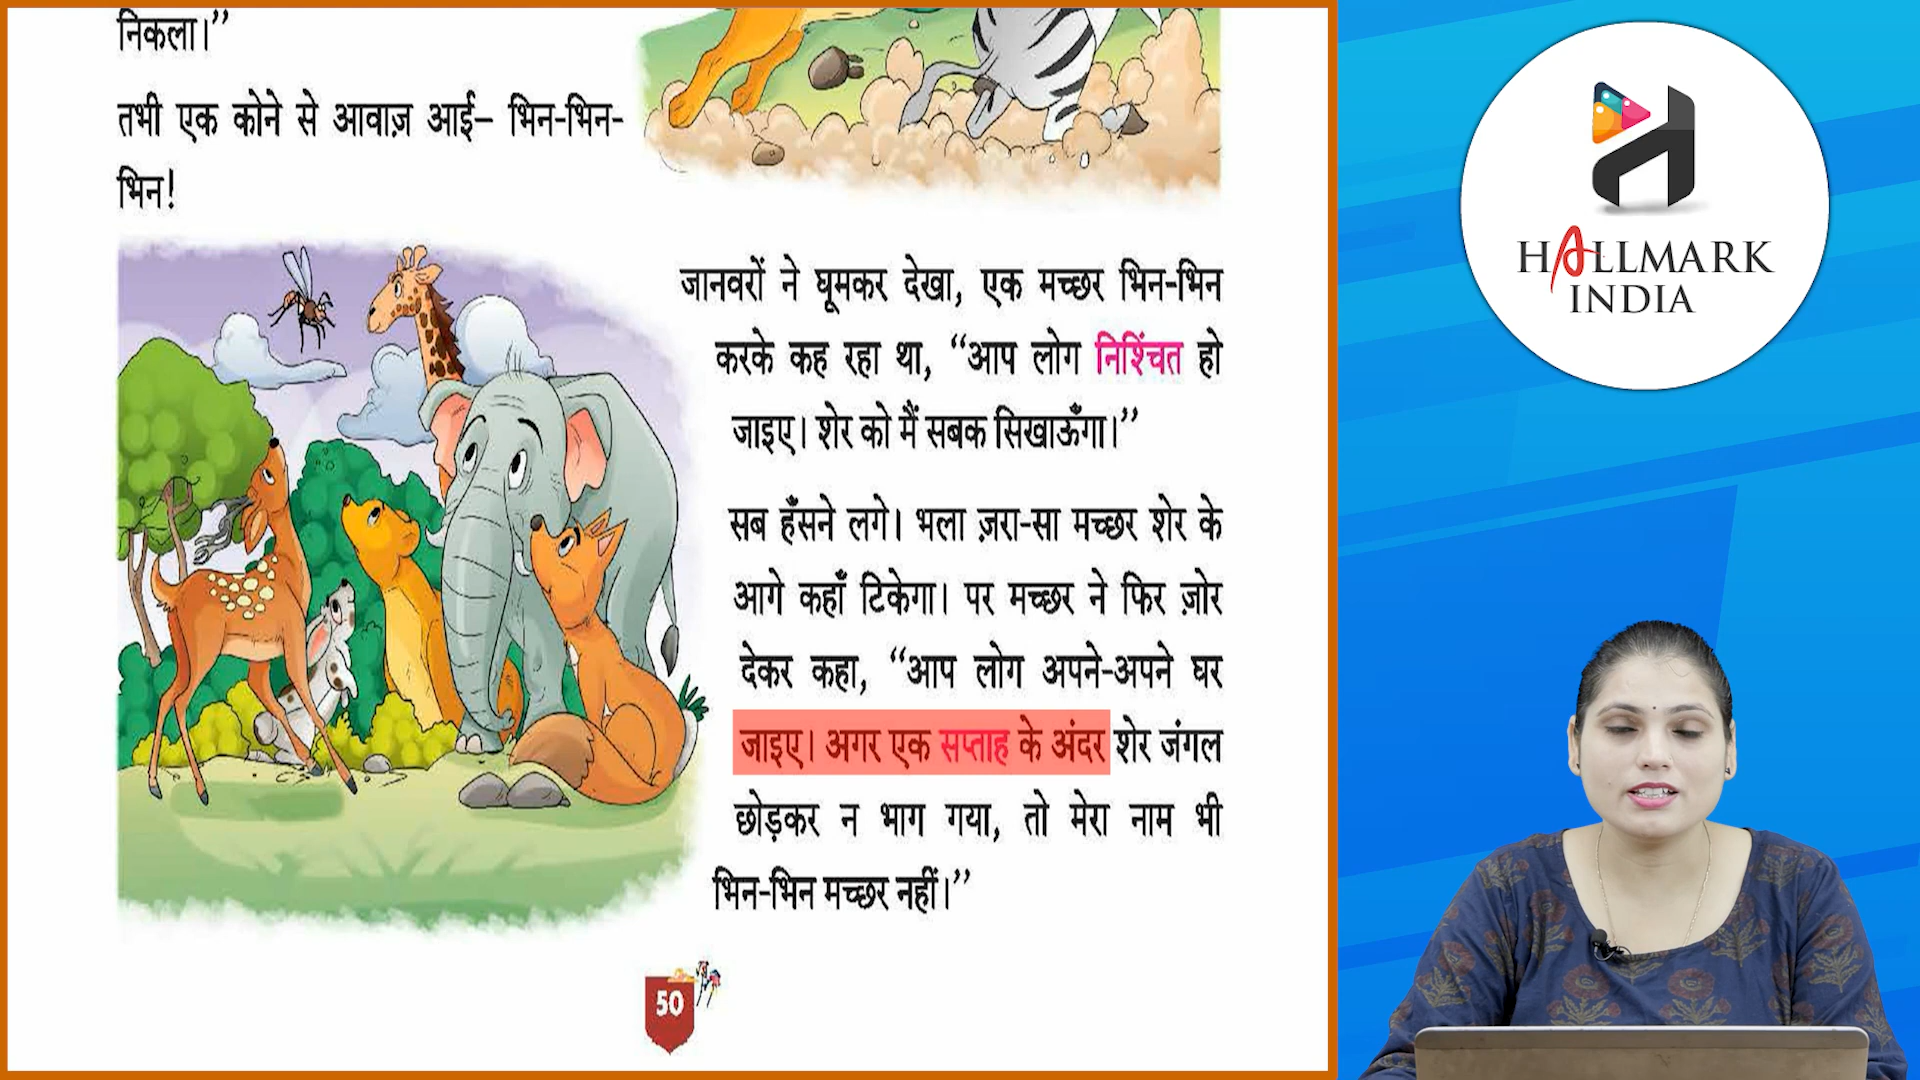 निकला।”
तभी एक कोने से आवाज़ आई– भिन-भिन-
भिन!
जानवरों ने घूमकर देखा, एक मच्छर भिन-भिन
करके कह रहा था, “आप लोग निश्चिंत हो
जाइए। शेर को मैं सबक सिखाऊँगा।”
सब हँसने लगे। भला ज़रा-सा मच्छर शेर के
आगे कहाँ टिकेगा। पर मच्छर ने फिर ज़ोर
देकर कहा, “आप लोग अपने-अपने घर
जाइए। अगर एक सप्ताह के अंदर शेर जंगल
छोड़कर न भाग गया, तो मेरा नाम भी
भिन-भिन मच्छर नहीं।”
50
HALLMARK
INDIA